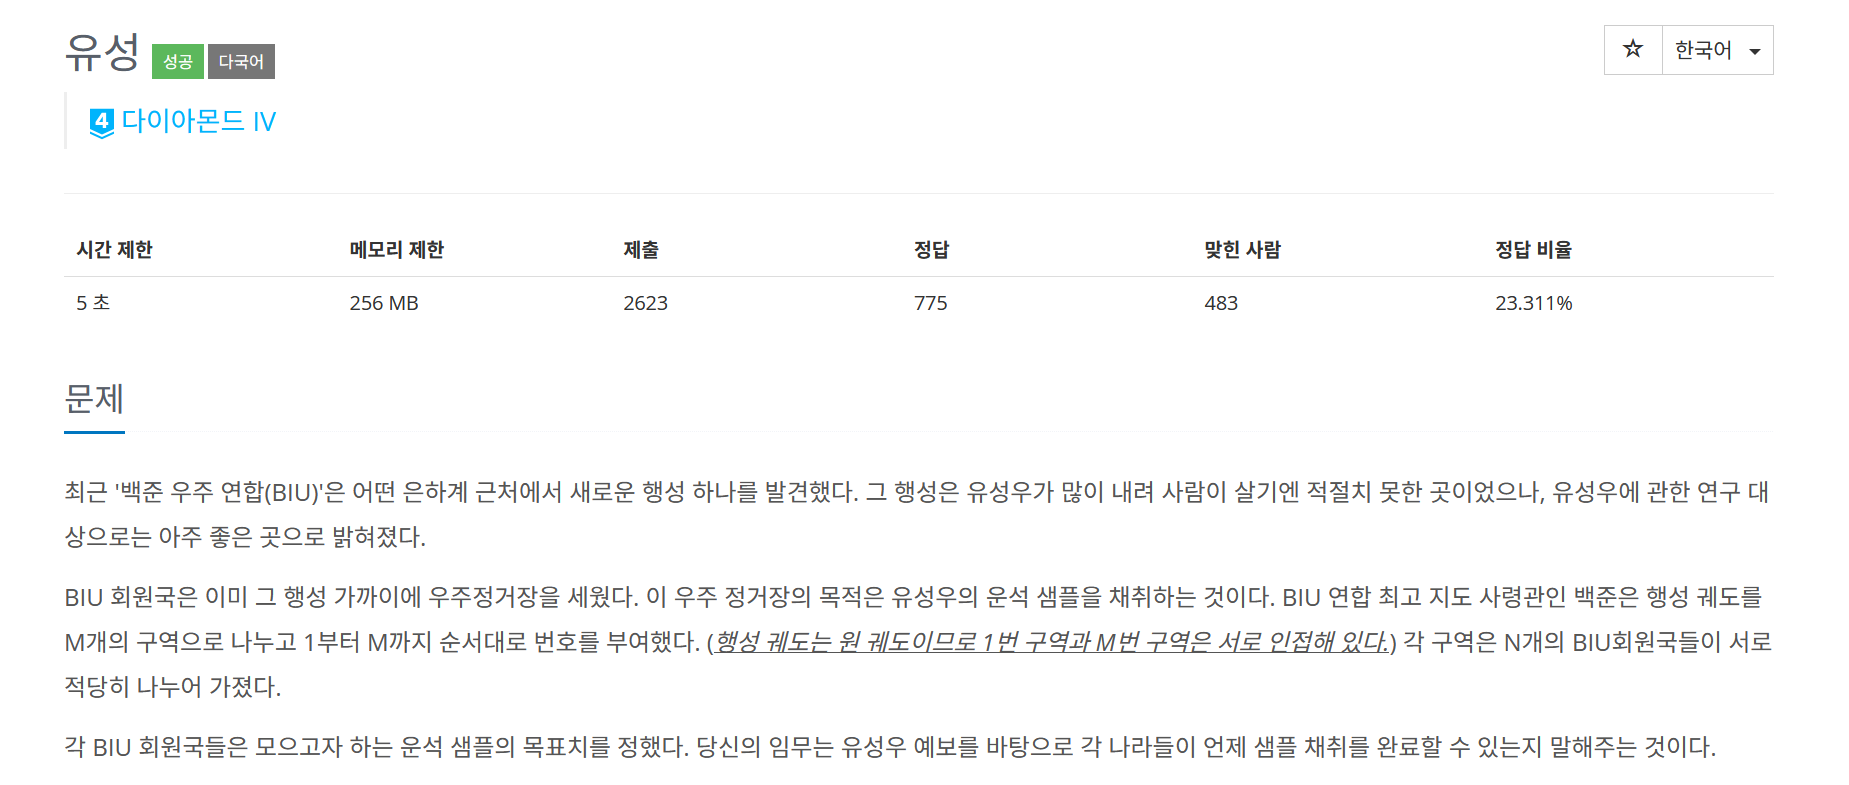 유성 성공 다국어
☆ 한국어
4 다이아몬드 IV
시간 제한 메모리 제한 제출 정답 맞힌 사람 정답 비율
5 초 256 MB 2623 775 483 23.311%
문제
최근 '백준 우주 연합(BIU)'은 어떤 은하계 근처에서 새로운 행성 하나를 발견했다. 그 행성은 유성우가 많이 내려 사람이 살기엔 적절치 못한 곳이었으나, 유성우에 관한 연구 대
상으로는 아주 좋은 곳으로 밝혀졌다.
BIU 회원국은 이미 그 행성 가까이에 우주정거장을 세웠다. 이 우주 정거장의 목적은 유성우의 운석 샘플을 채취하는 것이다. BIU 연합 최고 지도 사령관인 백준은 행성 궤도를
M개의 구역으로 나누고 1부터 M까지 순서대로 번호를 부여했다. (행성 궤도는 원 궤도이므로 1번 구역과 M번 구역은 서로 인접해 있다.) 각 구역은 N개의 BIU회원국들이 서로
적당히 나누어 가졌다.
각 BIU 회원국들은 모으고자 하는 운석 샘플의 목표치를 정했다. 당신의 임무는 유성우 예보를 바탕으로 각 나라들이 언제 샘플 채취를 완료할 수 있는지 말해주는 것이다.